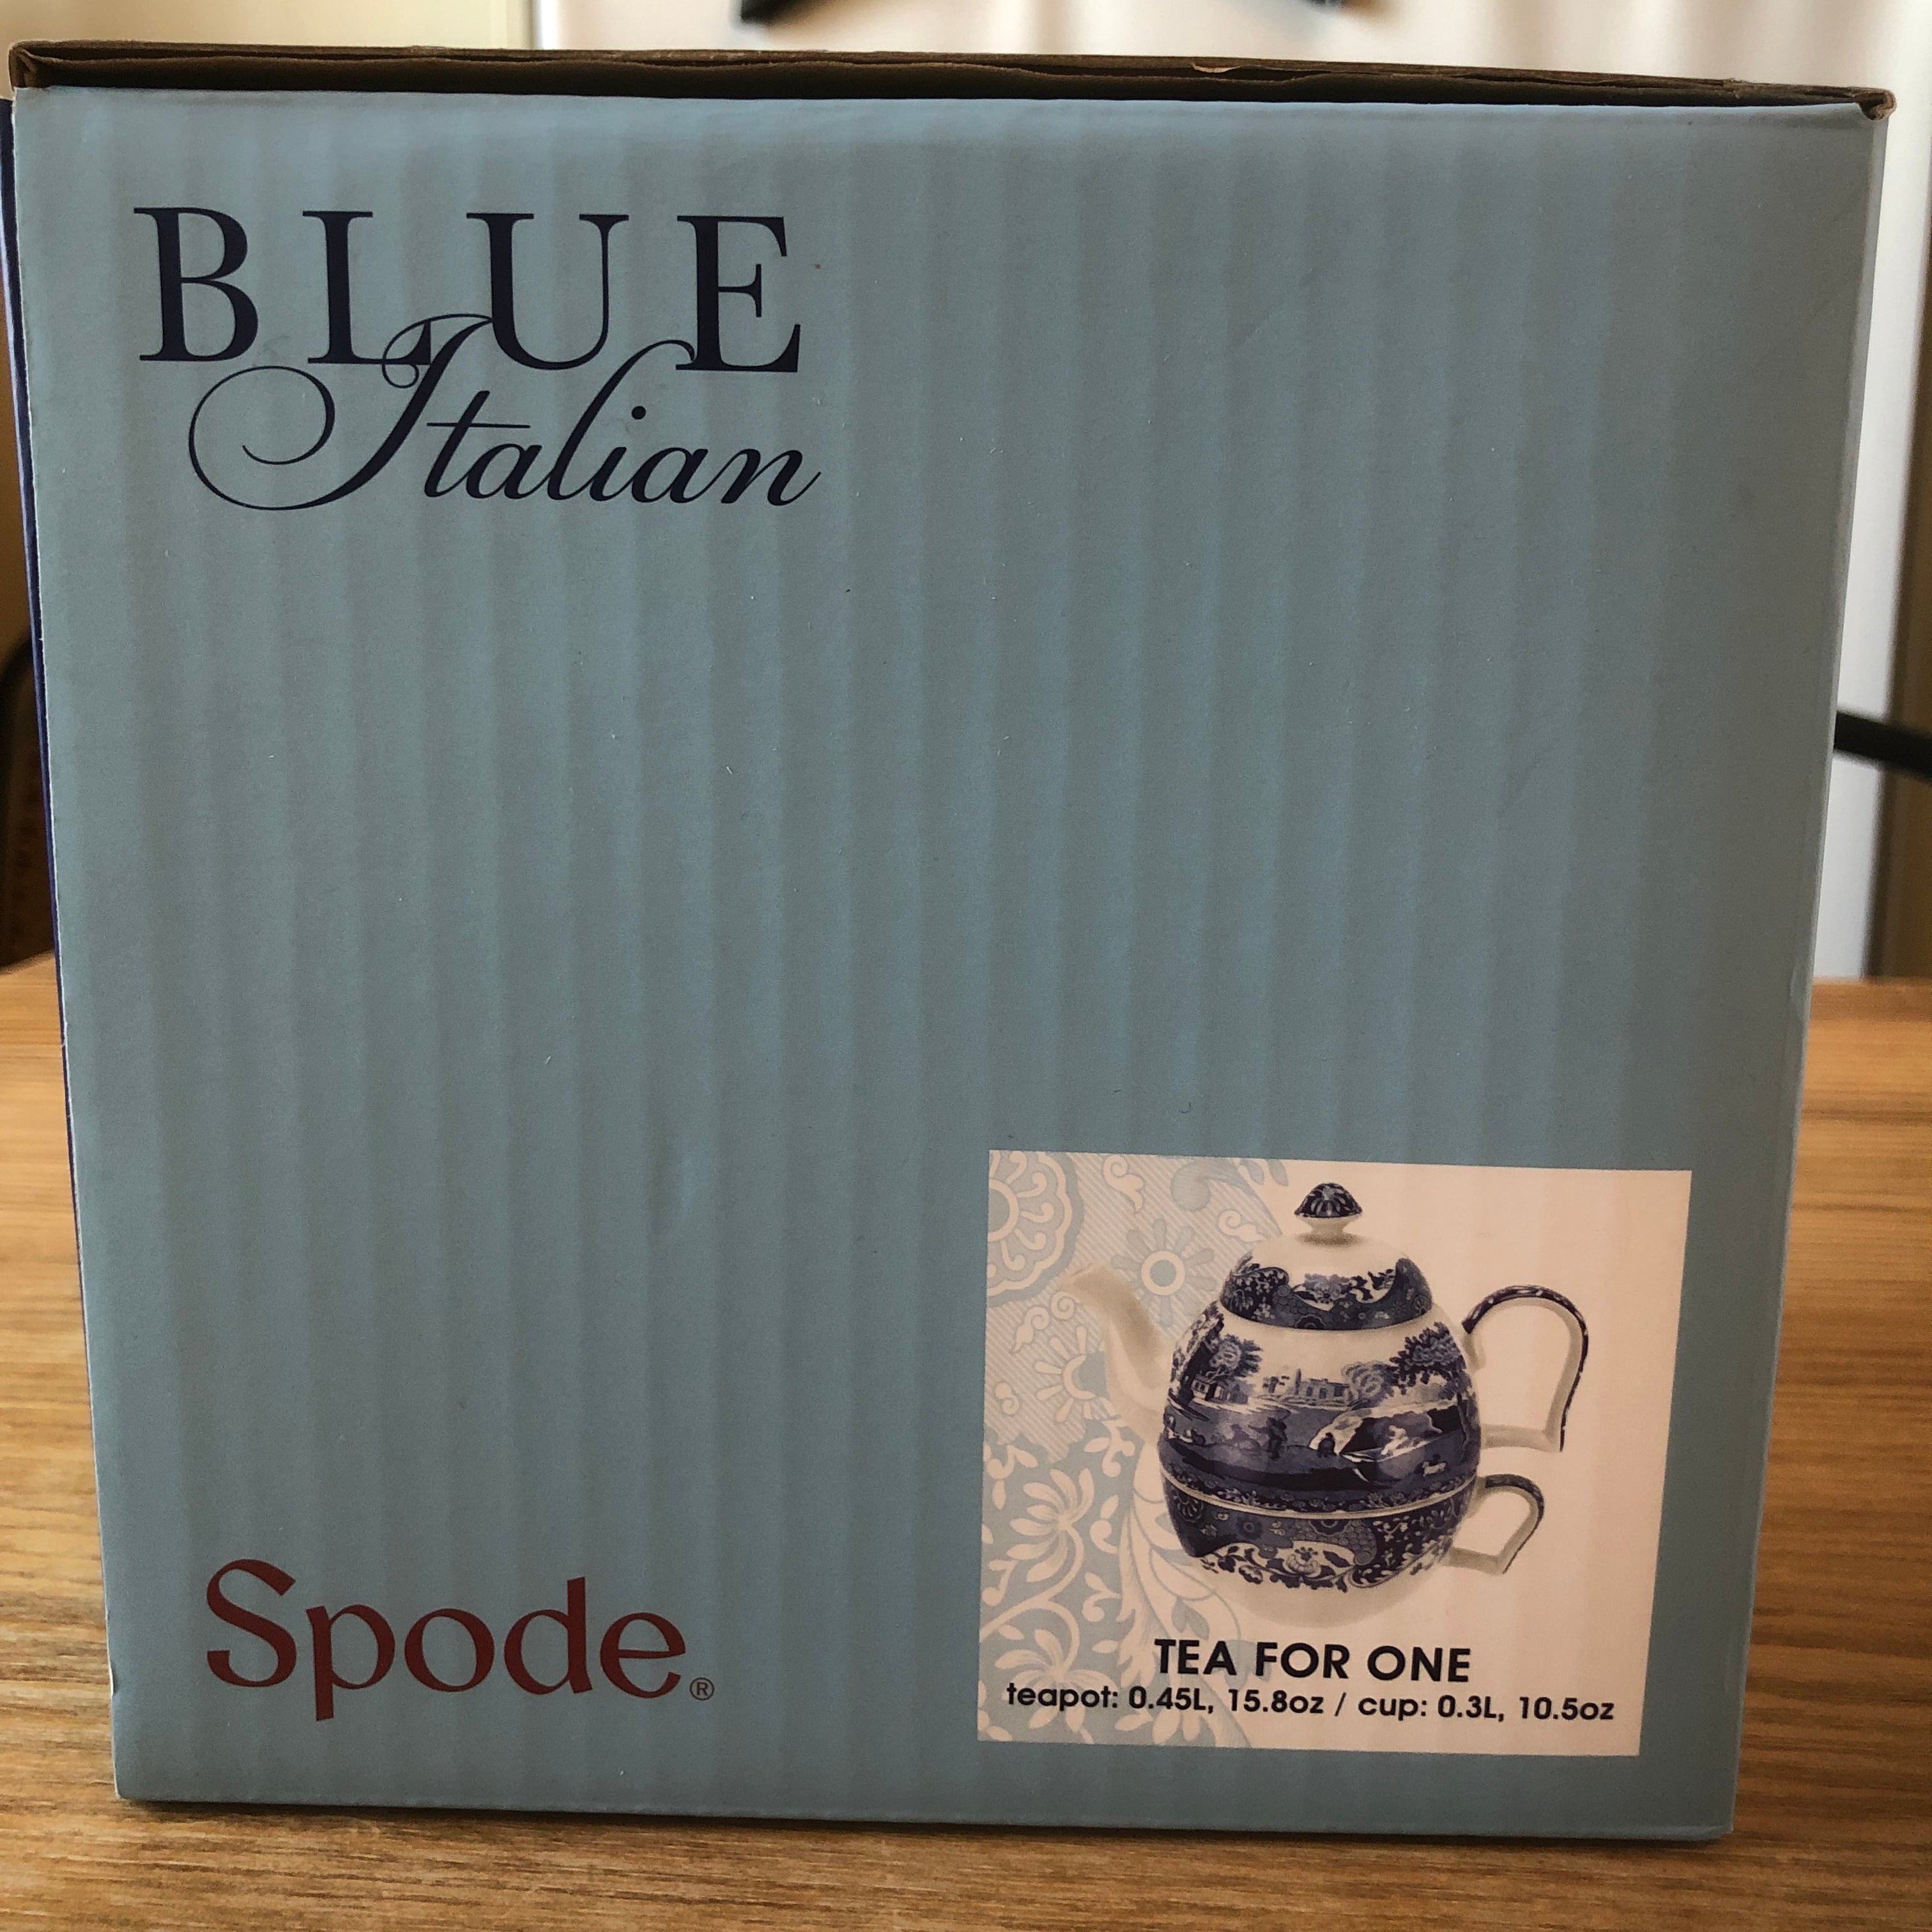 BLUE
Italian
Spode®
TEA FOR ONE
teapot: 0.45L, 15.8oz / cup: 0.3L, 10.5oz